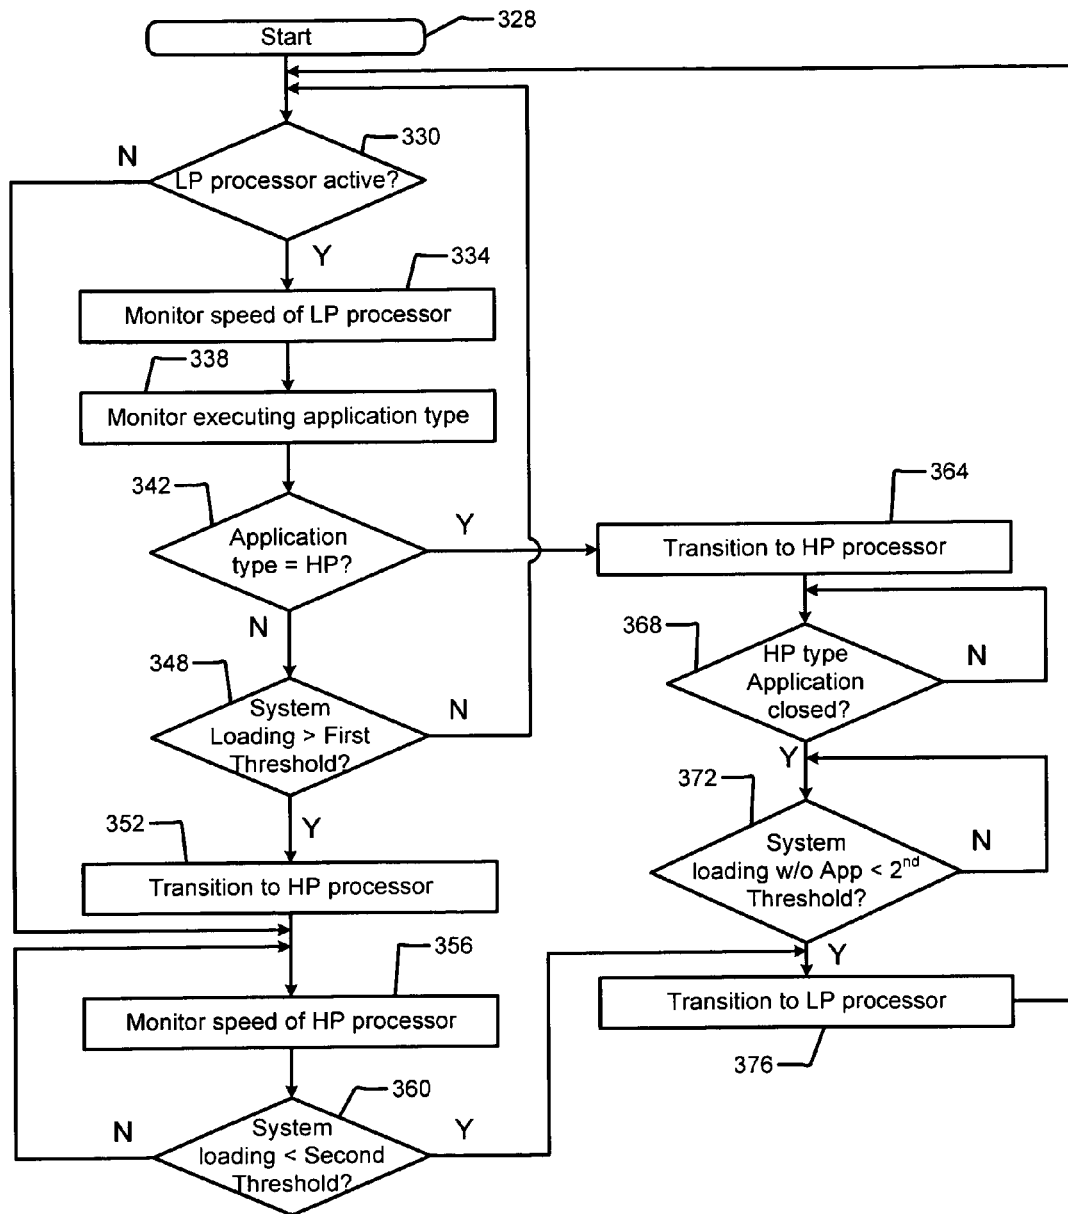 Start
328
N
330
LP processor active?
Y
334
Monitor speed of LP processor
338
Monitor executing application type
342
Application
type = HP?
Y
N
364
Transition to HP processor
368
HP type
Application
closed?
N
Y
348
System
Loading > First
Threshold?
N
Y
372
System
loading w/o App < 2nd
Threshold?
N
Y
352
Transition to HP processor
356
Monitor speed of HP processor
Transition to LP processor
376
360
N
System
loading < Second
Threshold?
Y